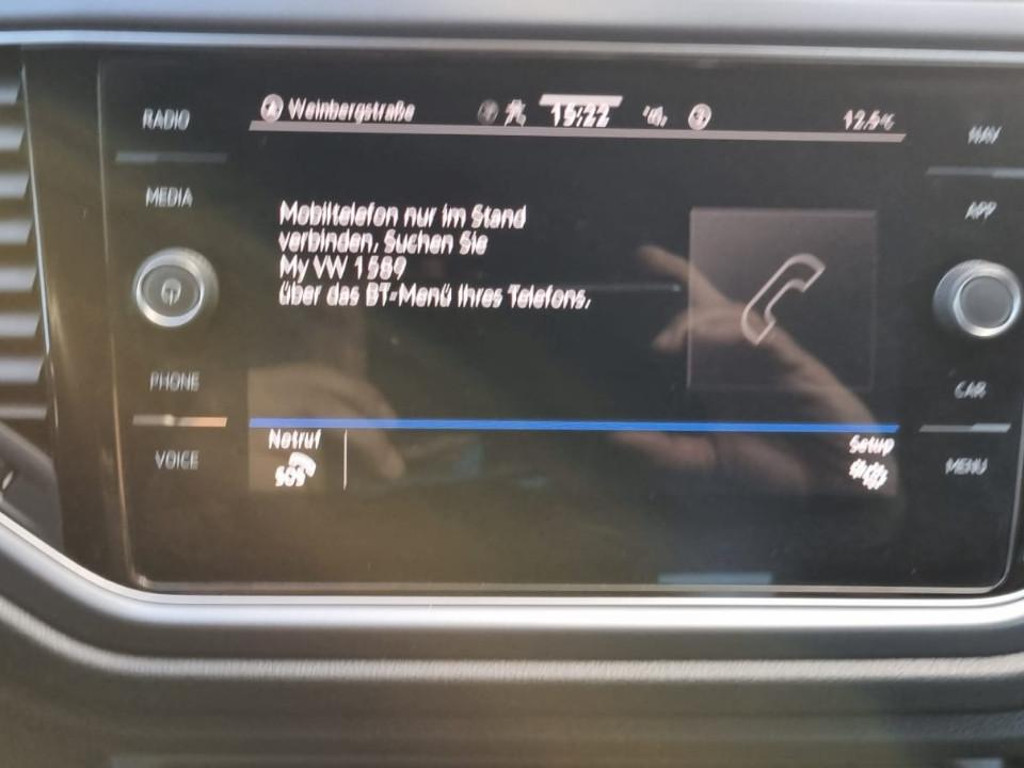 RADIO
Weinbergstraße
15:22
12.5°C
NAV
MEDIA
APP
Mobiltelefon nur im Stand
verbinden. Suchen Sie
My VW 1589
über das BT-Menü Ihres Telefons.
PHONE
CAR
Notruf
Setup
VOICE
MENU
SOS